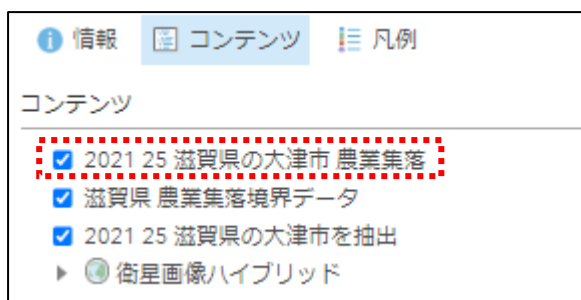 情報 コンテンツ 凡例
コンテンツ
2021 25 滋賀県の大津市 農業集落
滋賀県 農業集落境界データ
2021 25 滋賀県の大津市を抽出
衛星画像ハイブリッド